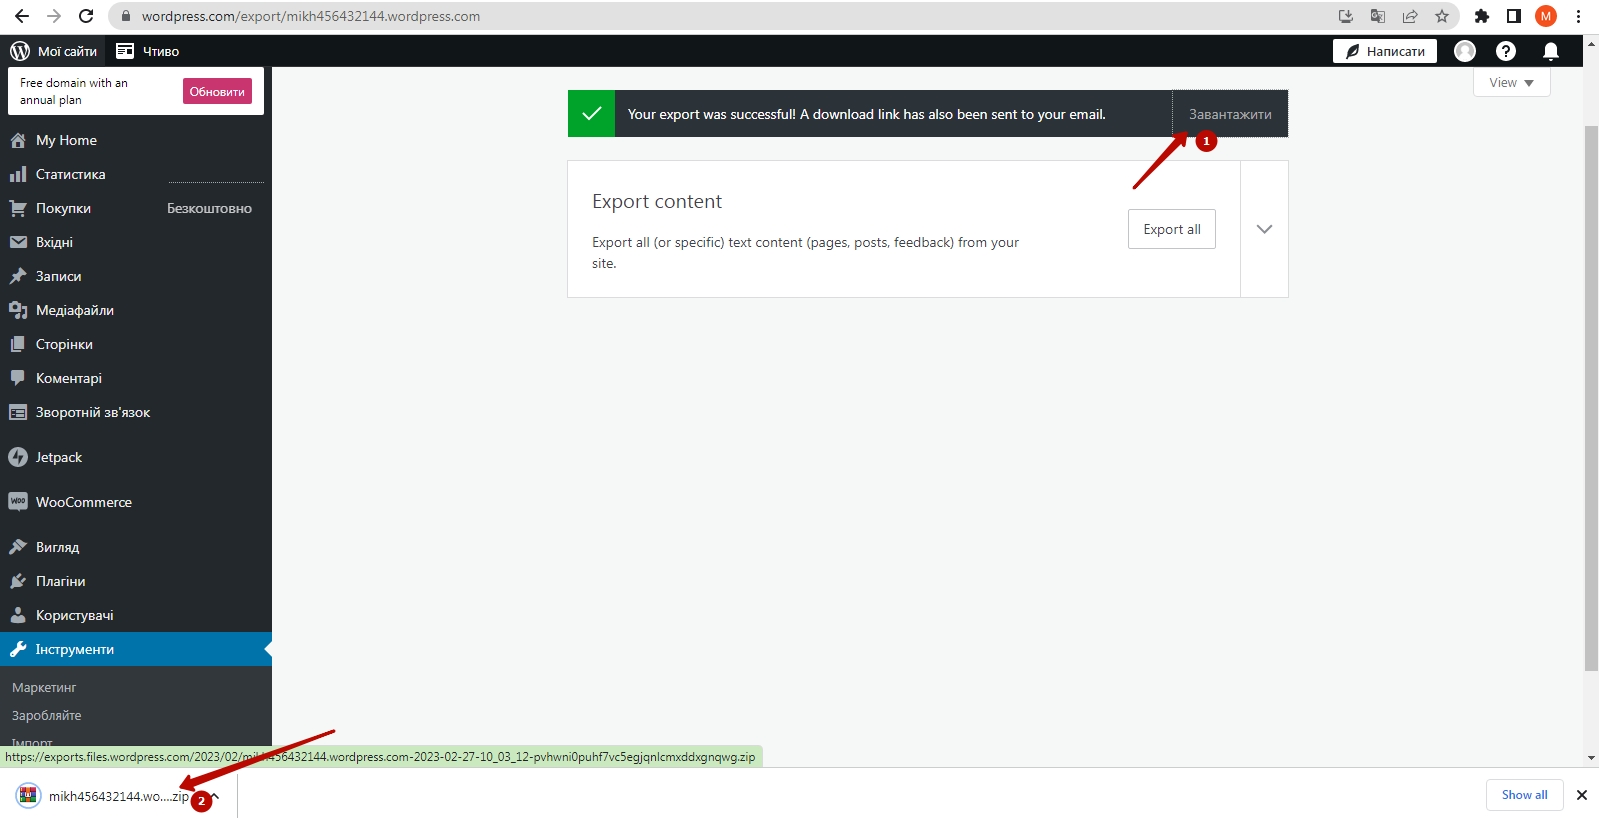 wordpress.com/export/mikh456432144.wordpress.com
M
Мої сайти
Чтиво
Написати
Free domain with an
annual plan
Обновити
View
Your export was successful! A download link has also been sent to your email.
Завантажити
1
My Home
Статистика
Покупки
Безкоштовно
Вхідні
Записи
Медіафайли
Сторінки
Коментарі
Зворотній зв'язок
Jetpack
WOO
WooCommerce
Вигляд
Плагіни
Користувачі
Інструменти
Маркетинг
Заробляйте
Імпорт
Export content
Export all (or specific) text content (pages, posts, feedback) from your
site.
Export all
https://exports.files.wordpress.com/2023/02/mikh456432144.wordpress.com-2023-02-27-10_03_12-pvhwni0puhf7vc5egjqnlcmxddxgnqwg.zip
mikh456432144.wo....zip
2
Show all